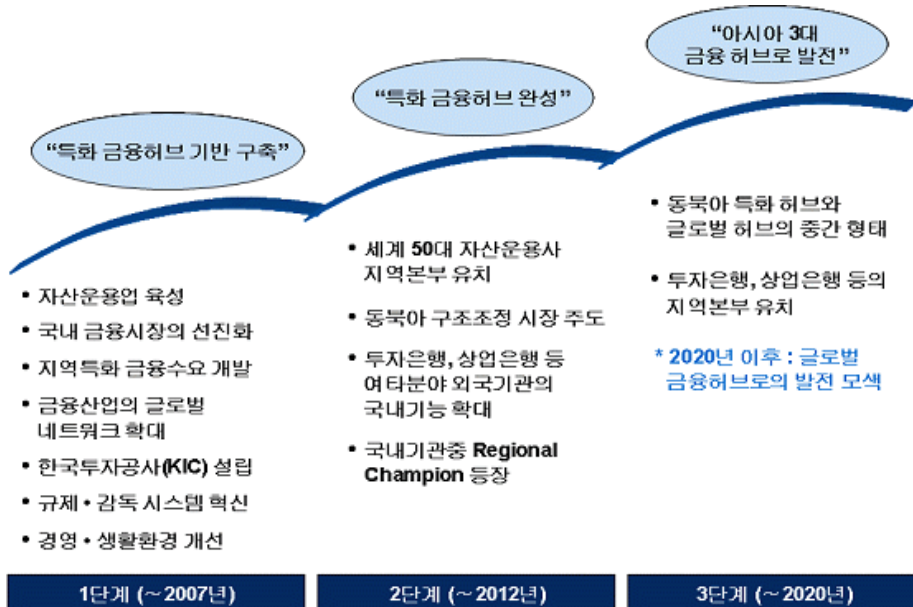 "특화 금융허브 기반 구축"
• 자산운용업 육성
• 국내 금융시장의 선진화
• 지역특화 금융수요 개발
• 금융산업의 글로벌
네트워크 확대
• 한국투자공사(KIC) 설립
• 규제 • 감독 시스템 혁신
• 경영 • 생활환경 개선
1단계 (~2007년)
"특화 금융허브 완성"
• 세계 50대 자산운용사
지역본부 유치
• 동북아 구조조정 시장 주도
• 투자은행, 상업은행 등
여타분야 외국기관의
국내기능 확대
• 국내기관중 Regional
Champion 등장
2단계 (~2012년)
"아시아 3대
금융 허브로 발전"
• 동북아 특화 허브와
글로벌 허브의 중간 형태
• 투자은행, 상업은행 등의
지역본부 유치
* 2020년 이후 : 글로벌
금융허브로의 발전 모색
3단계 (~2020년)